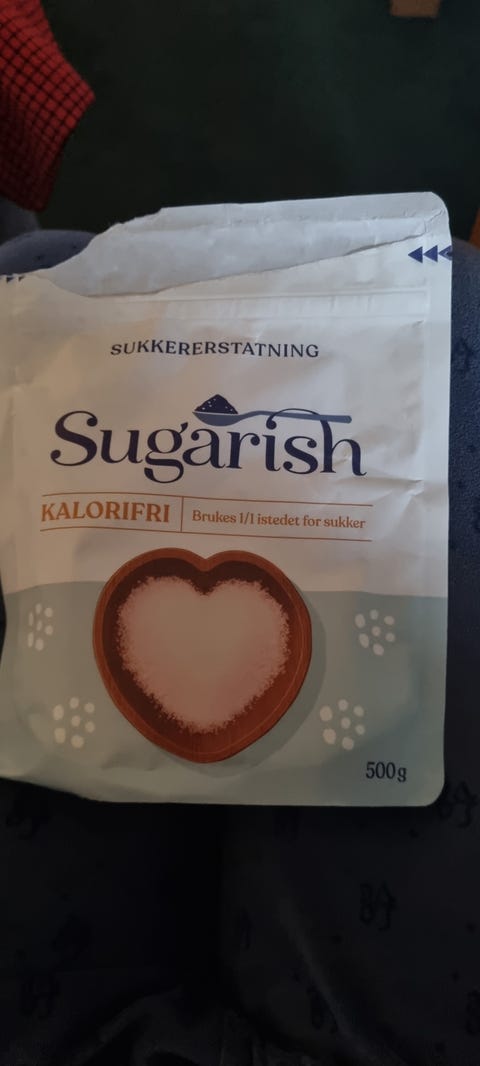 SUKKERERSTATNING
Sugarish
KALORIFRI
Brukes 1/1 istedet for sukker
500g